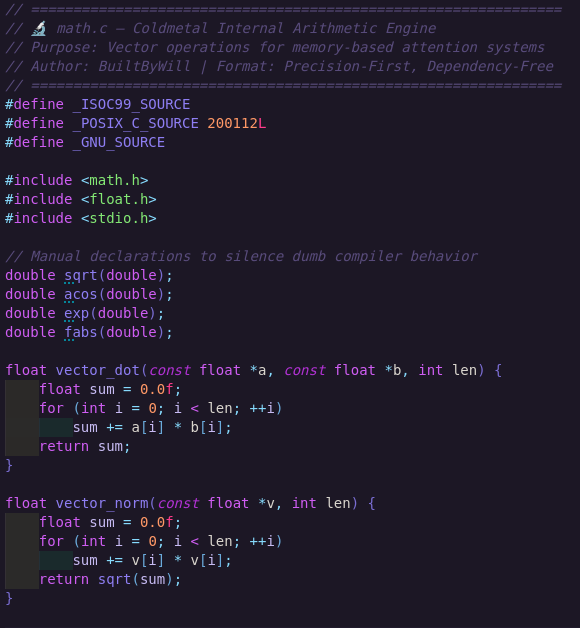 // ===============================================================
// 🔬 math.c — Coldmetal Internal Arithmetic Engine
// Purpose: Vector operations for memory-based attention systems
// Author: BuiltByWill | Format: Precision-First, Dependency-Free
// ===============================================================
#define _ISOC99_SOURCE
#define _POSIX_C_SOURCE 200112L
#define _GNU_SOURCE

#include <math.h>
#include <float.h>
#include <stdio.h>

// Manual declarations to silence dumb compiler behavior
double sqrt(double);
double acos(double);
double exp(double);
double fabs(double);

float vector_dot(const float *a, const float *b, int len) {
    float sum = 0.0f;
    for (int i = 0; i < len; ++i)
        sum += a[i] * b[i];
    return sum;
}

float vector_norm(const float *v, int len) {
    float sum = 0.0f;
    for (int i = 0; i < len; ++i)
        sum += v[i] * v[i];
    return sqrt(sum);
}